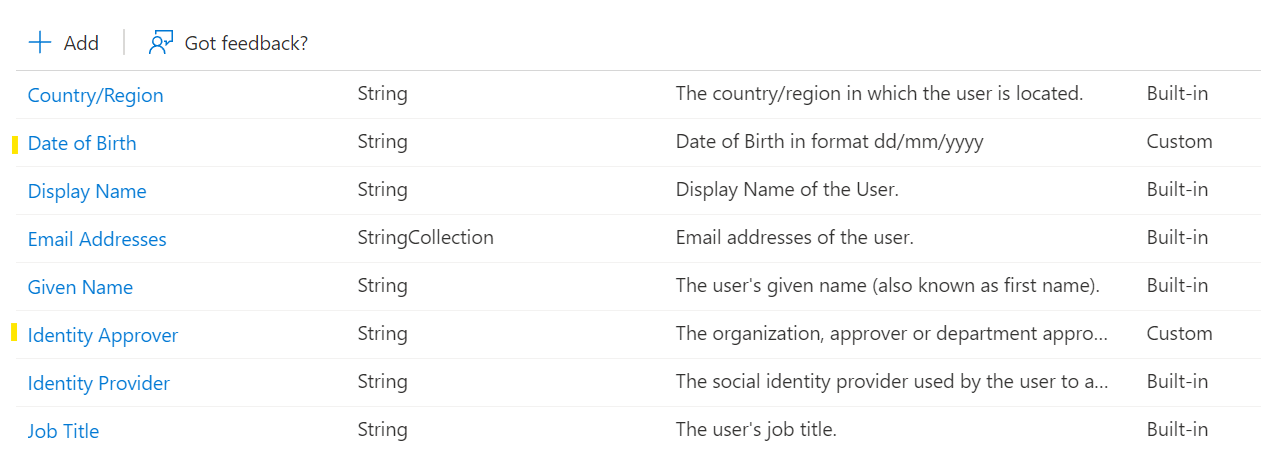 Add Got feedback?
Country/Region String The country/region in which the user is located. Built-in
Date of Birth String Date of Birth in format dd/mm/yyyy Custom
Display Name String Display Name of the User. Built-in
Email Addresses StringCollection Email addresses of the user. Built-in
Given Name String The user's given name (also known as first name). Built-in
Identity Approver String The organization, approver or department appro... Custom
Identity Provider String The social identity provider used by the user to a... Built-in
Job Title String The user's job title. Built-in